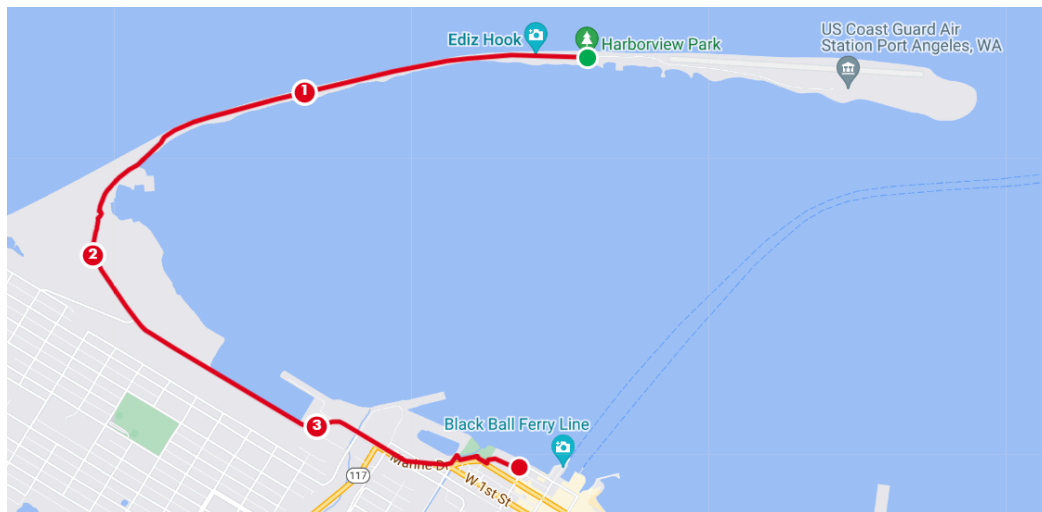 Ediz Hook
Harborview Park
US Coast Guard Air
Station Port Angeles, WA
1
2
3
Black Ball Ferry Line
Marine Dr
117
W 1st St